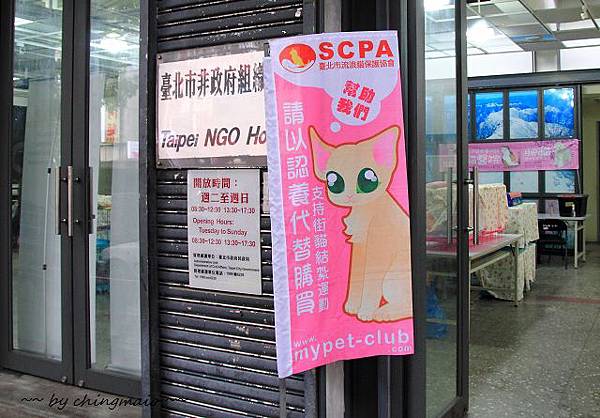 臺北市非政府組織
Taipei NGO Ho
開放時間：
週二至週日
08:30~12:30 13:30~17:30
Opening Hours:
Tuesday to Sunday
08:30~12:30 13:30~17:30
SCPA
臺北市流浪貓保護協會
幫助
我們
請以認養代替購買
支持街貓結紮運動
www.
mypet-club
.com
~~ by chingmaio ~~